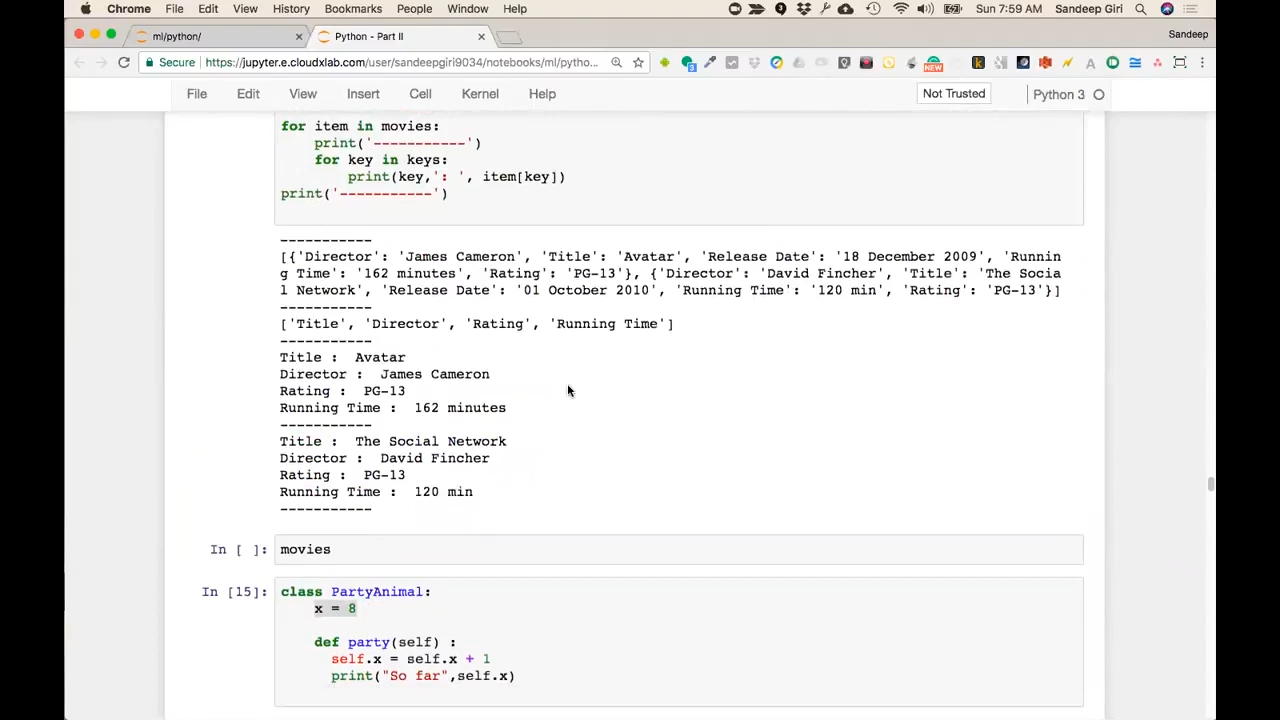 Chrome File Edit View History Bookmarks People Window Help Sun 7:59 AM Sandeep Giri
ml/python/ Python - Part II Sandeep
Secure https://jupyter.e.cloudxlab.com/user/sandeepgiri9034/notebooks/ml/pytho...
File Edit View Insert Cell Kernel Help Not Trusted Python 3
for item in movies:
print('-----------')
for key in keys:
print(key,': ', item[key])
print('-----------')
-----------
[{'Director': 'James Cameron', 'Title': 'Avatar', 'Release Date': '18 December 2009', 'Runnin
g Time': '162 minutes', 'Rating': 'PG-13'}, {'Director': 'David Fincher', 'Title': 'The Socia
l Network', 'Release Date': '01 October 2010', 'Running Time': '120 min', 'Rating': 'PG-13'}]
-----------
['Title', 'Director', 'Rating', 'Running Time']
-----------
Title :  Avatar
Director :  James Cameron
Rating :  PG-13
Running Time :  162 minutes
-----------
Title :  The Social Network
Director :  David Fincher
Rating :  PG-13
Running Time :  120 min
-----------
In [ ]: movies
In [15]: class PartyAnimal:
x = 8
def party(self) :
self.x = self.x + 1
print("So far",self.x)